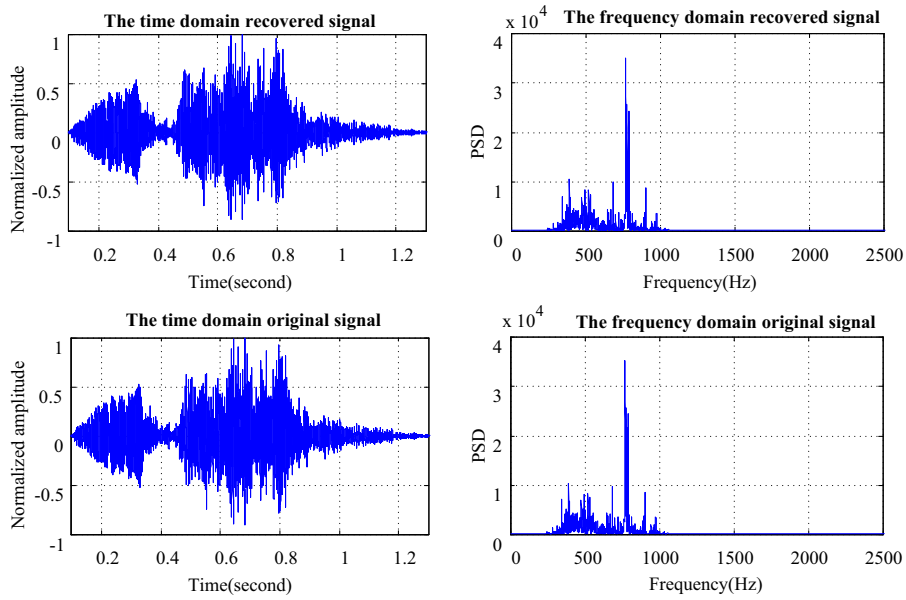 The time domain recovered signal
Normalized amplitude
1
0.5
0
-0.5
-1
0.2 0.4 0.6 0.8 1 1.2
Time(second)
x 10^4
The frequency domain recovered signal
PSD
4
3
2
1
0
0 500 1000 1500 2000 2500
Frequency(Hz)
The time domain original signal
Normalized amplitude
1
0.5
0
-0.5
-1
0.2 0.4 0.6 0.8 1 1.2
Time(second)
x 10^4
The frequency domain original signal
PSD
4
3
2
1
0
0 500 1000 1500 2000 2500
Frequency(Hz)